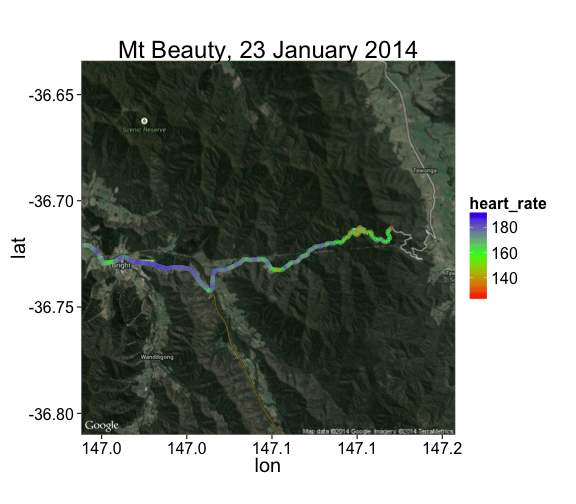 Mt Beauty, 23 January 2014
-36.65
-36.70
-36.75
-36.80
lat
Scenic Reserve
Tawonga
Bright
Wandiligong
Google
Map data ©2014 Google Imagery ©2014 TerraMetrics
147.0 147.0 147.1 147.1 147.2
lon
heart_rate
180
160
140